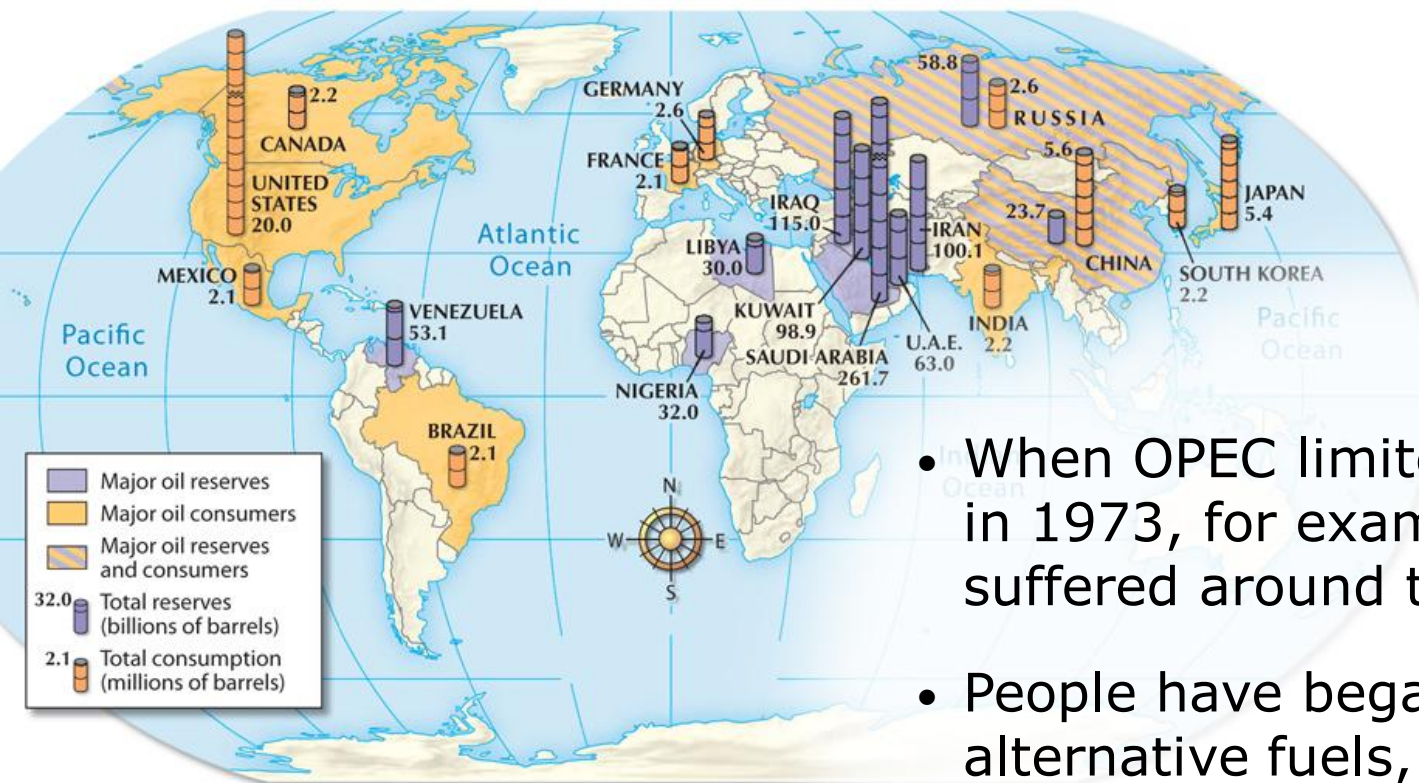 58.8
2.6
RUSSIA
GERMANY
2.6
2.2
CANADA
FRANCE
2.1
5.6
UNITED
STATES
20.0
IRAQ
115.0
23.7
JAPAN
5.4
Atlantic
Ocean
LIBYA
30.0
IRAN
100.1
CHINA
SOUTH KOREA
2.2
MEXICO
2.1
VENEZUELA
53.1
KUWAIT
98.9
INDIA
2.2
Pacific
Ocean
Pacific
Ocean
U.A.E.
63.0
SAUDI ARABIA
261.7
NIGERIA
32.0
BRAZIL
2.1
Ocean
N
W
E
S
Major oil reserves
Major oil consumers
Major oil reserves
and consumers
32.0 Total reserves
(billions of barrels)
2.1 Total consumption
(millions of barrels)
• When OPEC
in 1973, for
suffered around
• People have
alternative fuels,